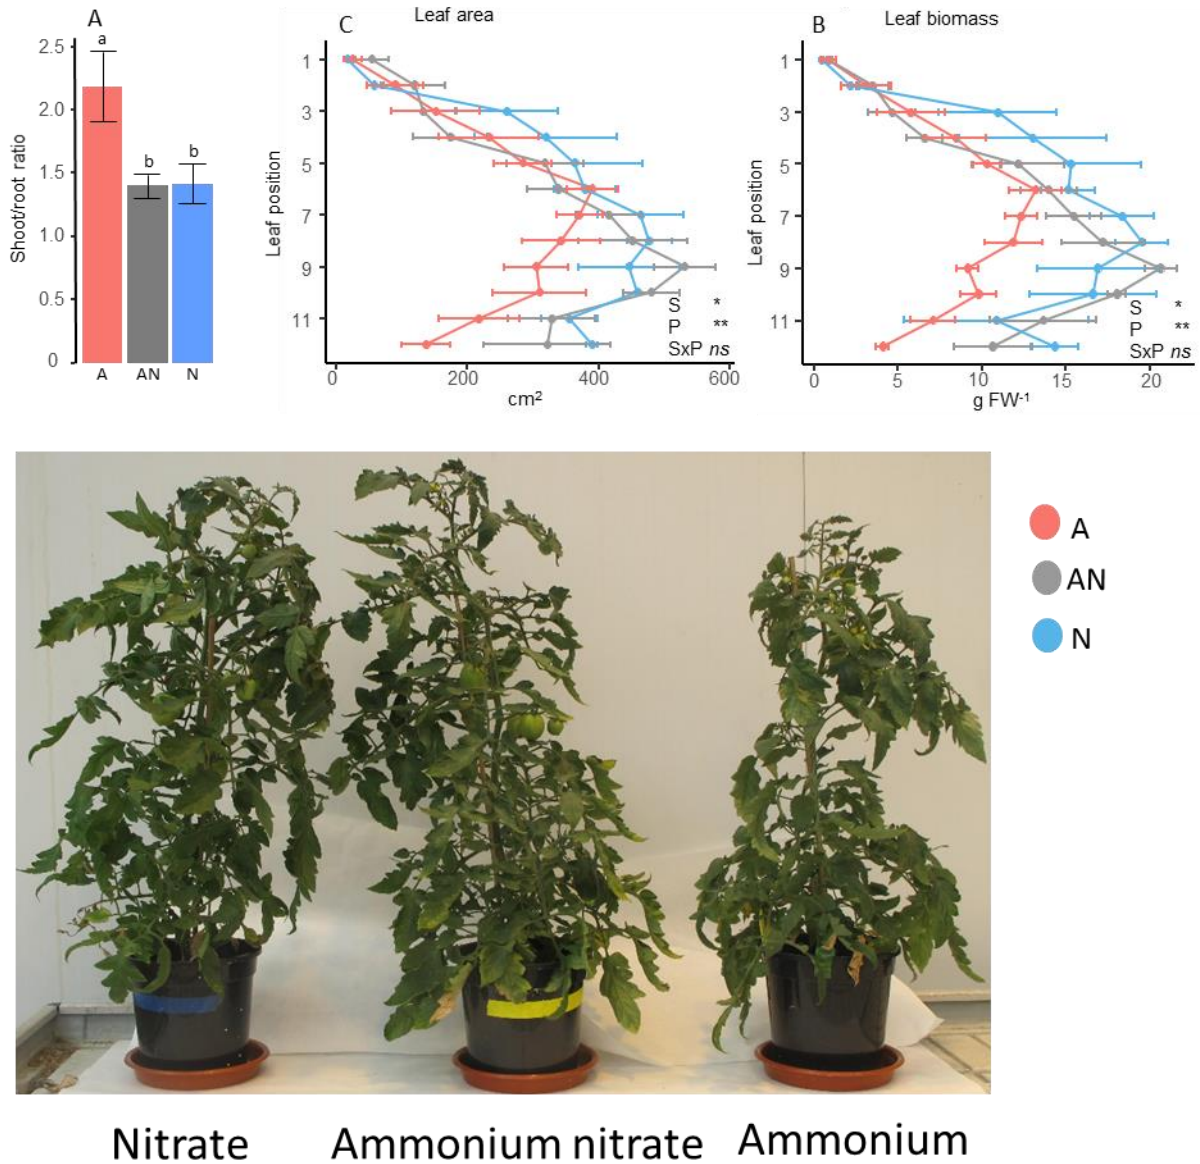 A
a
b
b
2.5
2.0
1.5
1.0
0.5
0
Shoot/root ratio
A AN N
C
Leaf area
Leaf position
1
3
5
7
9
11
S *
P **
SxP ns
0 200 400 600
cm²
B
Leaf biomass
Leaf position
1
3
5
7
9
11
S *
P **
SxP ns
0 5 10 15 20
g FW⁻¹
A
AN
N
Nitrate Ammonium nitrate Ammonium